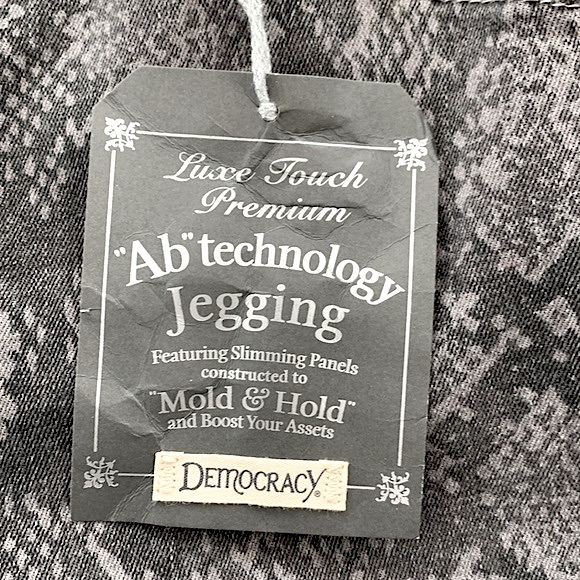 Luxe Touch
Premium
"Ab" technology
Jegging
Featuring Slimming Panels
constructed to
"Mold & Hold"
and Boost Your Assets
DEMOCRACY®